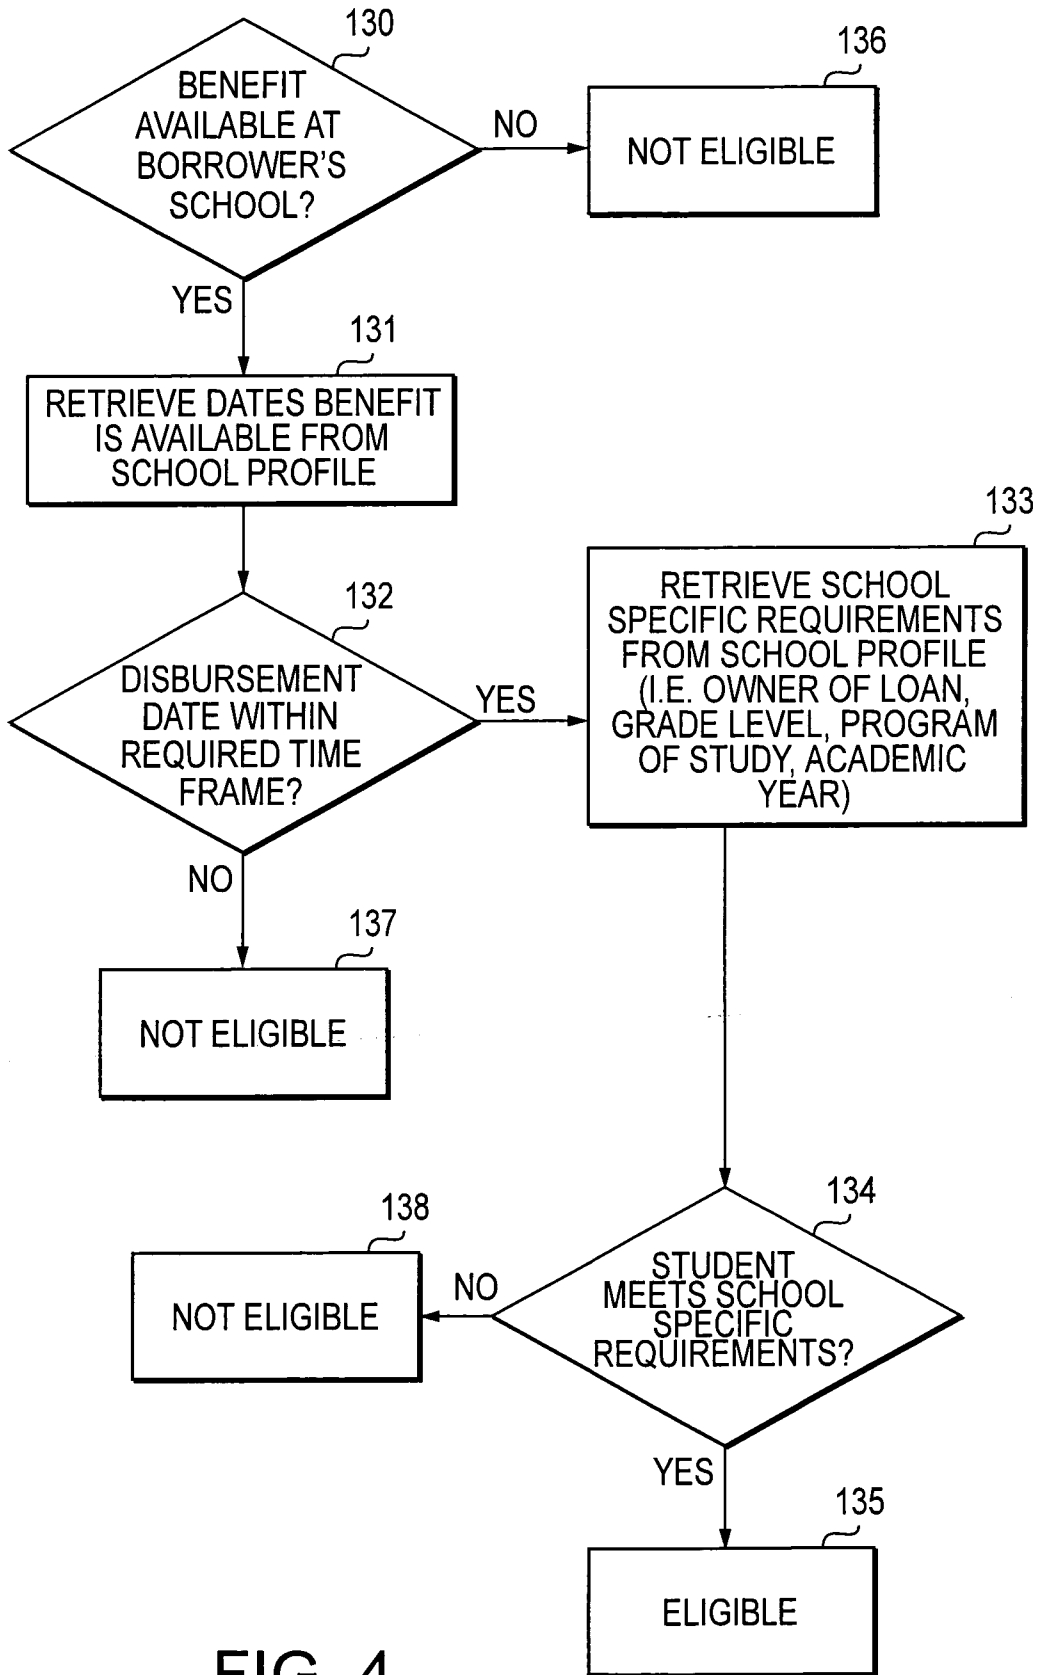 130
BENEFIT
AVAILABLE AT
BORROWER'S
SCHOOL?
NO
136
NOT ELIGIBLE
YES
131
RETRIEVE DATES BENEFIT
IS AVAILABLE FROM
SCHOOL PROFILE
132
DISBURSEMENT
DATE WITHIN
REQUIRED TIME
FRAME?
YES
133
RETRIEVE SCHOOL
SPECIFIC REQUIREMENTS
FROM SCHOOL PROFILE
(I.E. OWNER OF LOAN,
GRADE LEVEL, PROGRAM
OF STUDY, ACADEMIC
YEAR)
NO
137
NOT ELIGIBLE
134
STUDENT
MEETS SCHOOL
SPECIFIC
REQUIREMENTS?
NO
138
NOT ELIGIBLE
YES
135
ELIGIBLE
FIG. 4